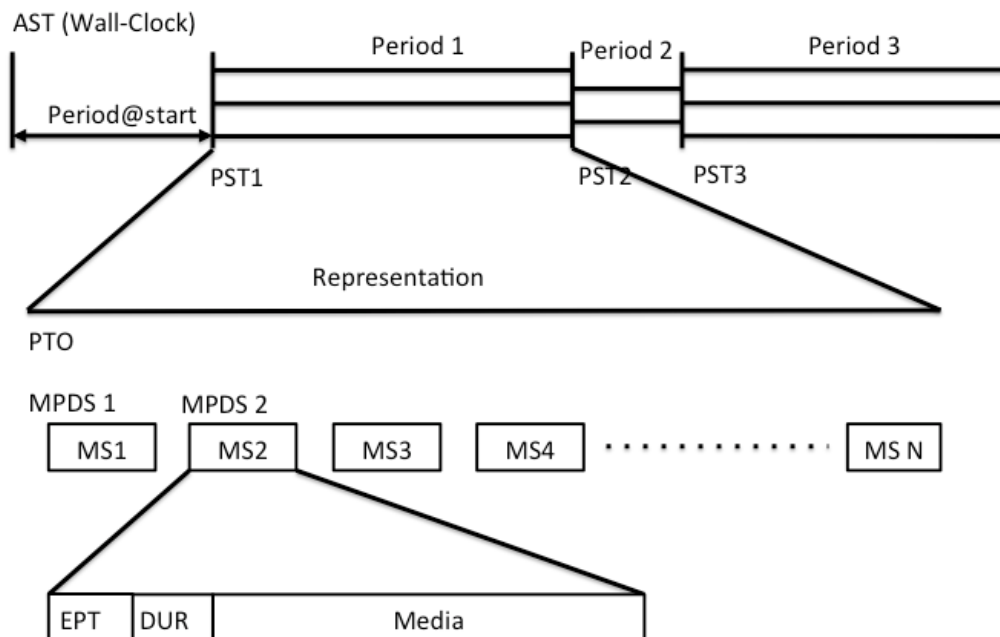 AST (Wall-Clock)
Period 1
Period 2
Period 3
Period@start
PST1
PST2
PST3
Representation
PTO
MPDS 1
MPDS 2
MS1
MS2
MS3
MS4
MS N
EPT
DUR
Media